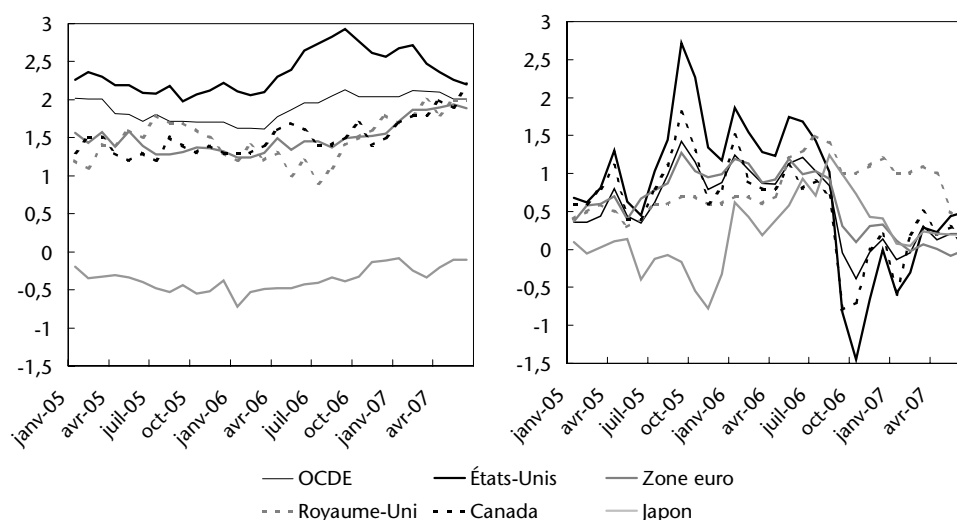 3
2,5
2
1,5
1
0,5
0
-0,5
-1
-1,5
janv-05
avr-05
juil-05
oct-05
janv-06
avr-06
juil-06
oct-06
janv-07
avr-07
3
2,5
2
1,5
1
0,5
0
-0,5
-1
-1,5
janv-05
avr-05
juil-05
oct-05
janv-06
avr-06
juil-06
oct-06
janv-07
avr-07
OCDE États-Unis Zone euro
Royaume-Uni Canada Japon